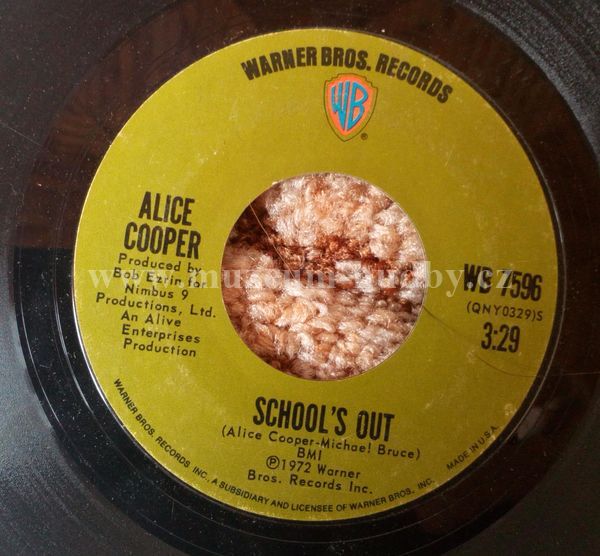 WARNER BROS. RECORDS
WB
®
ALICE
COOPER
Produced by
Bob Ezrin for
Nimbus 9
Productions, Ltd.
An Alive
Enterprises
Production
www.museum-hudby.cz
WB 7596
(QNY0329)S
3:29
SCHOOL'S OUT
(Alice Cooper-Michael Bruce)
BMI
℗1972 Warner
Bros. Records Inc.
WARNER BROS. RECORDS INC., A SUBSIDIARY AND LICENSEE OF WARNER BROS. INC. MADE IN U.S.A.